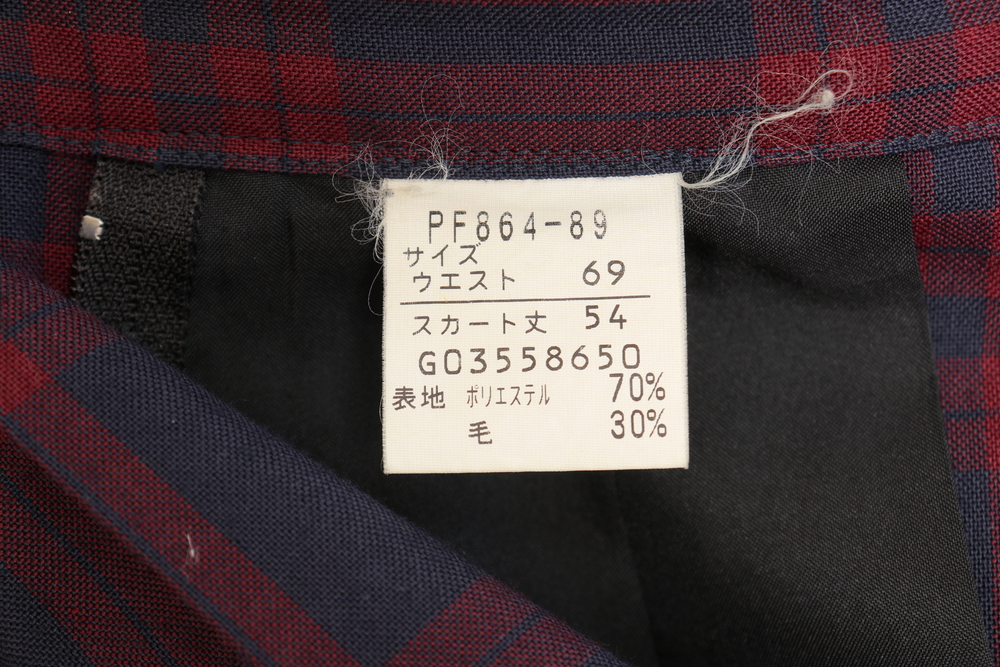 PF864-89
サイズ
ウエスト 69
スカート丈 54
G03558650
表地 ポリエステル 70%
毛 30%